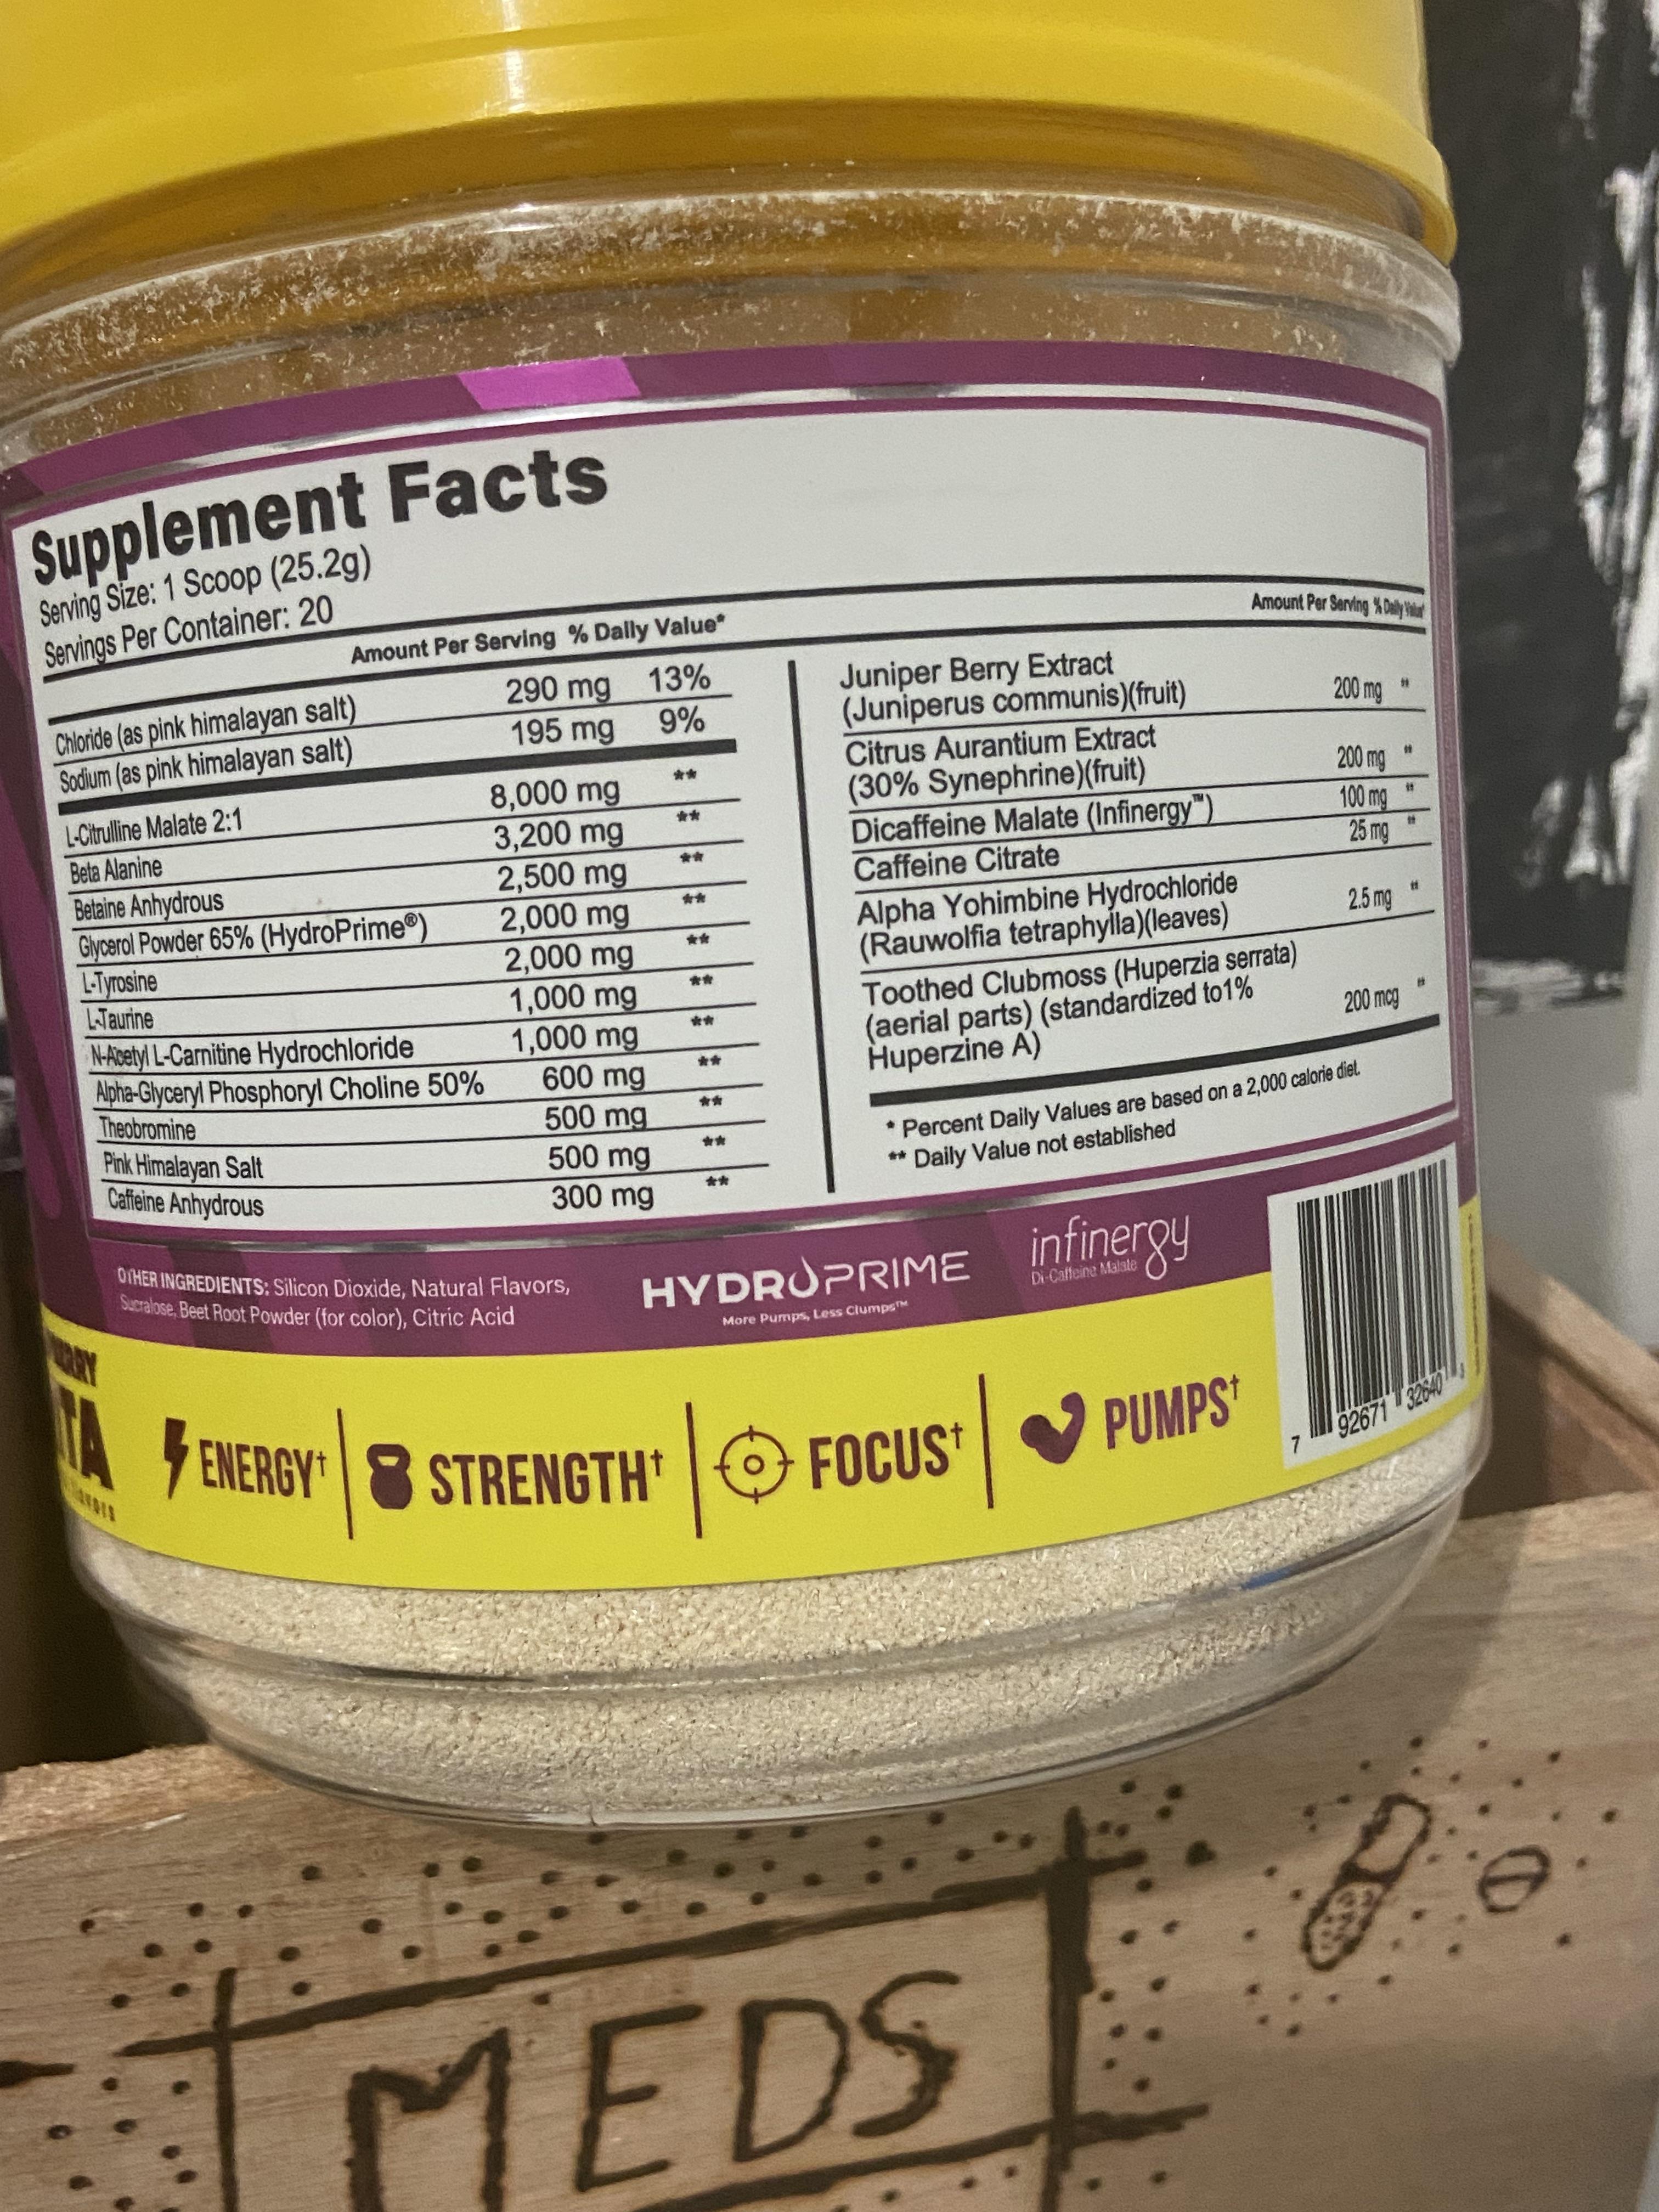 Supplement Facts
Serving Size: 1 Scoop (25.2g)
Servings Per Container: 20
Amount Per Serving % Daily Value*
Chloride (as pink himalayan salt) 290 mg 13%
Sodium (as pink himalayan salt) 195 mg 9%
L-Citrulline Malate 2:1 8,000 mg **
Beta Alanine 3,200 mg **
Betaine Anhydrous 2,500 mg **
Glycerol Powder 65% (HydroPrime®) 2,000 mg **
L-Tyrosine 2,000 mg **
L-Taurine 1,000 mg **
N-Acetyl L-Carnitine Hydrochloride 1,000 mg **
Alpha-Glyceryl Phosphoryl Choline 50% 600 mg **
Theobromine 500 mg **
Pink Himalayan Salt 500 mg **
Caffeine Anhydrous 300 mg **
Amount Per Serving % Daily Value*
Juniper Berry Extract
(Juniperus communis)(fruit) 200 mg **
Citrus Aurantium Extract
(30% Synephrine)(fruit) 200 mg **
Dicaffeine Malate (Infinergy™) 100 mg **
Caffeine Citrate 25 mg **
Alpha Yohimbine Hydrochloride
(Rauwolfia tetraphylla)(leaves) 2.5 mg **
Toothed Clubmoss (Huperzia serrata)
(aerial parts) (standardized to1%
Huperzine A) 200 mcg **
* Percent Daily Values are based on a 2,000 calorie diet.
** Daily Value not established
OTHER INGREDIENTS: Silicon Dioxide, Natural Flavors,
Sucralose, Beet Root Powder (for color), Citric Acid
HYDROPRIME
More Pumps, Less Clumps™
infinergy
Di-Caffeine Malate
ENERGY† STRENGTH† FOCUS† PUMPS†
7 92671 32640 3
MEDS